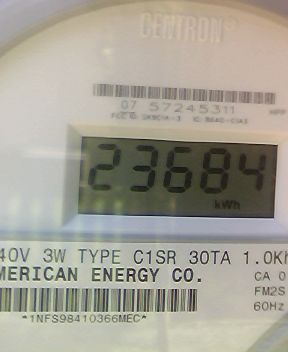 CENTRON®
07 57245311
23684
kWh
40V 3W TYPE C1SR 30TA 1.0Kh
MERICAN ENERGY CO.
CA 0
FM2S
60Hz
*1NFS98410366MEC*